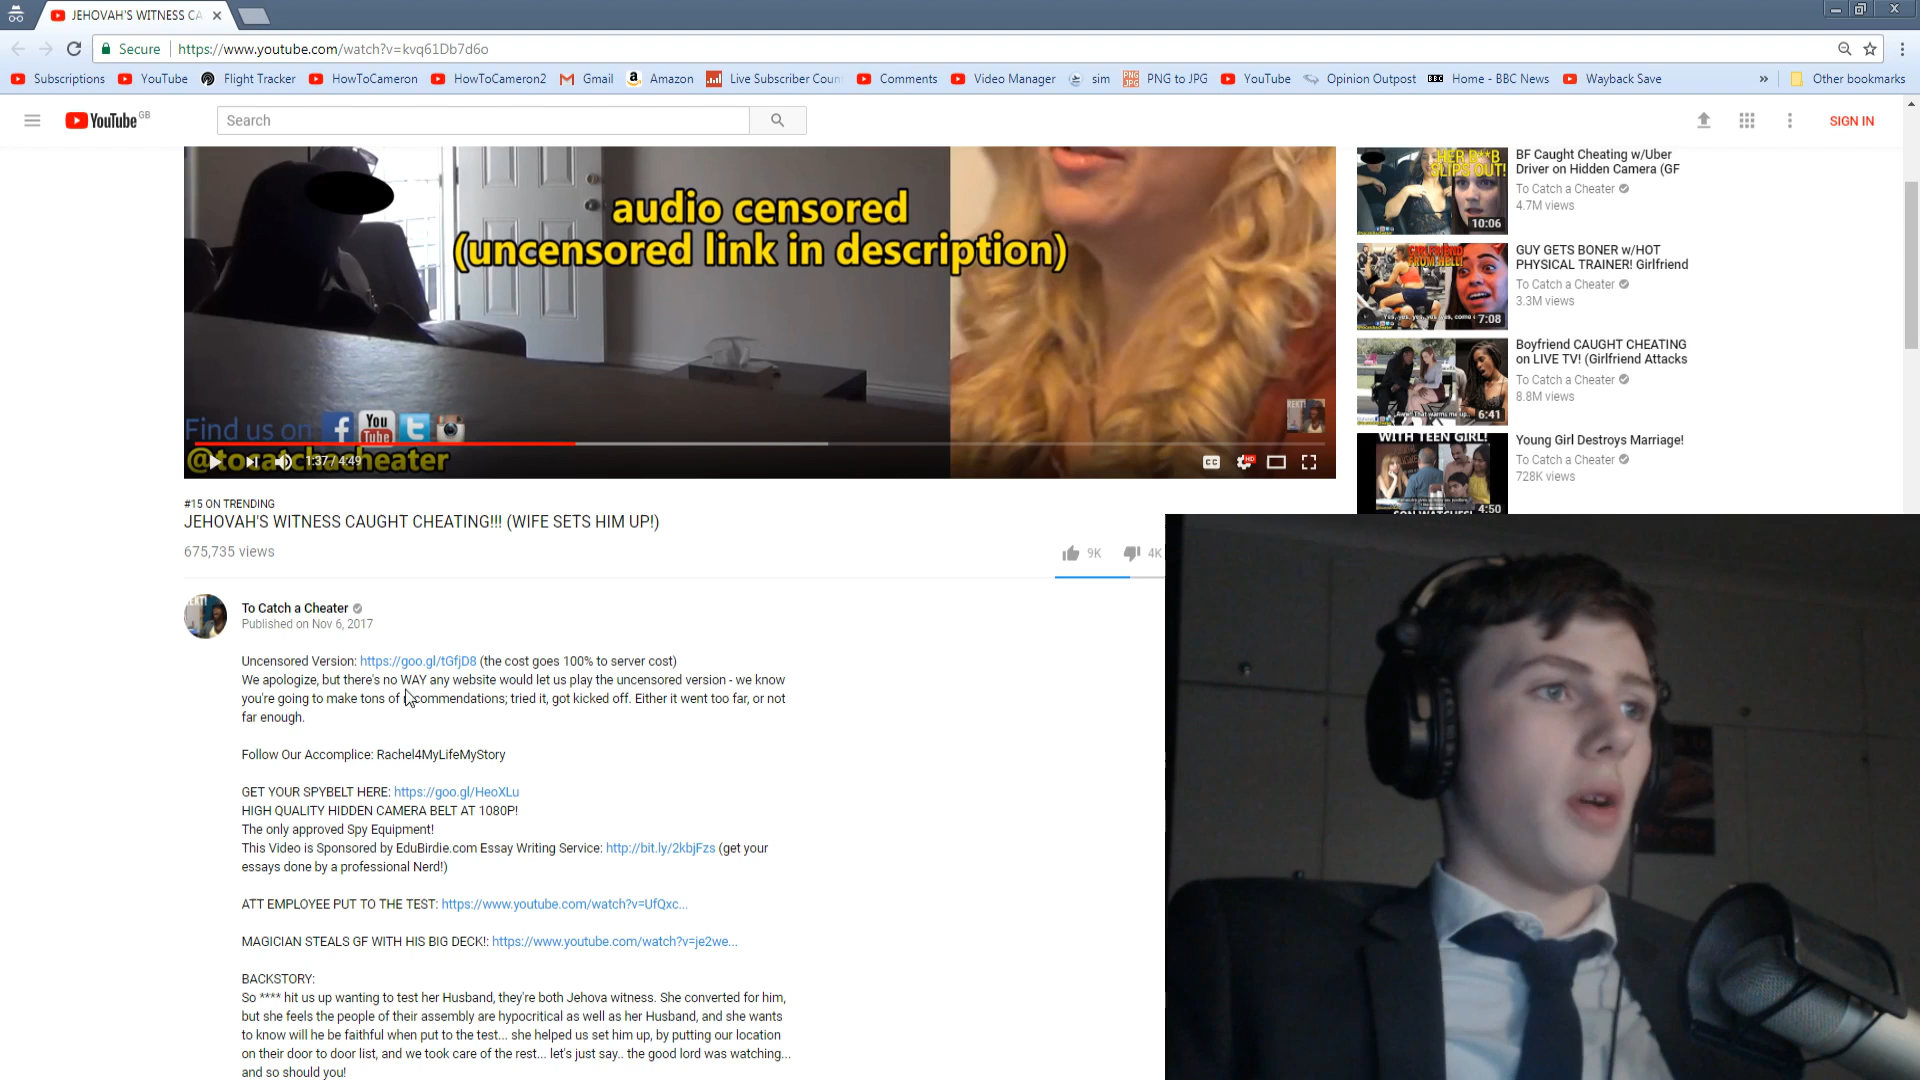 JEHOVAH'S WITNESS CA
Secure
https://www.youtube.com/watch?v=kvq61Db7d6o
Subscriptions
YouTube
Flight Tracker
HowToCameron
HowToCameron2
Gmail
Amazon
Live Subscriber Coun
Comments
Video Manager
sim
PNG to JPG
YouTube
Opinion Outpost
Home - BBC News
Wayback Save
»
Other bookmarks
YouTube GB
Search
SIGN IN
audio censored
(uncensored link in description)
Find us on
You
Tube
@tocatchacheater
1:37 / 4:49
CC
HD
#15 ON TRENDING
JEHOVAH'S WITNESS CAUGHT CHEATING!!! (WIFE SETS HIM UP!)
675,735 views
9K
4K
To Catch a Cheater
Published on Nov 6, 2017
Uncensored Version: https://goo.gl/tGfjD8 (the cost goes 100% to server cost)
We apologize, but there's no WAY any website would let us play the uncensored version - we know
you're going to make tons of recommendations; tried it, got kicked off. Either it went too far, or not
far enough.
Follow Our Accomplice: Rachel4MyLifeMyStory
GET YOUR SPYBELT HERE: https://goo.gl/HeoXLu
HIGH QUALITY HIDDEN CAMERA BELT AT 1080P!
The only approved Spy Equipment!
This Video is Sponsored by EduBirdie.com Essay Writing Service: http://bit.ly/2kbjFzs (get your
essays done by a professional Nerd!)
ATT EMPLOYEE PUT TO THE TEST: https://www.youtube.com/watch?v=UfQxc...
MAGICIAN STEALS GF WITH HIS BIG DECK!: https://www.youtube.com/watch?v=je2we...
BACKSTORY:
So **** hit us up wanting to test her Husband, they're both Jehova witness. She converted for him,
but she feels the people of their assembly are hypocritical as well as her Husband, and she wants
to know will he be faithful when put to the test... she helped us set him up, by putting our location
on their door to door list, and we took care of the rest... let's just say.. the good lord was watching...
and so should you!
HER B**B
SLIPS OUT!
10:06
BF Caught Cheating w/Uber
Driver on Hidden Camera (GF
To Catch a Cheater
4.7M views
FROM HELL!
7:08
GUY GETS BONER w/HOT
PHYSICAL TRAINER! Girlfriend
To Catch a Cheater
3.3M views
6:41
Boyfriend CAUGHT CHEATING
on LIVE TV! (Girlfriend Attacks
To Catch a Cheater
8.8M views
WITH TEEN GIRL!
4:50
Young Girl Destroys Marriage!
To Catch a Cheater
728K views